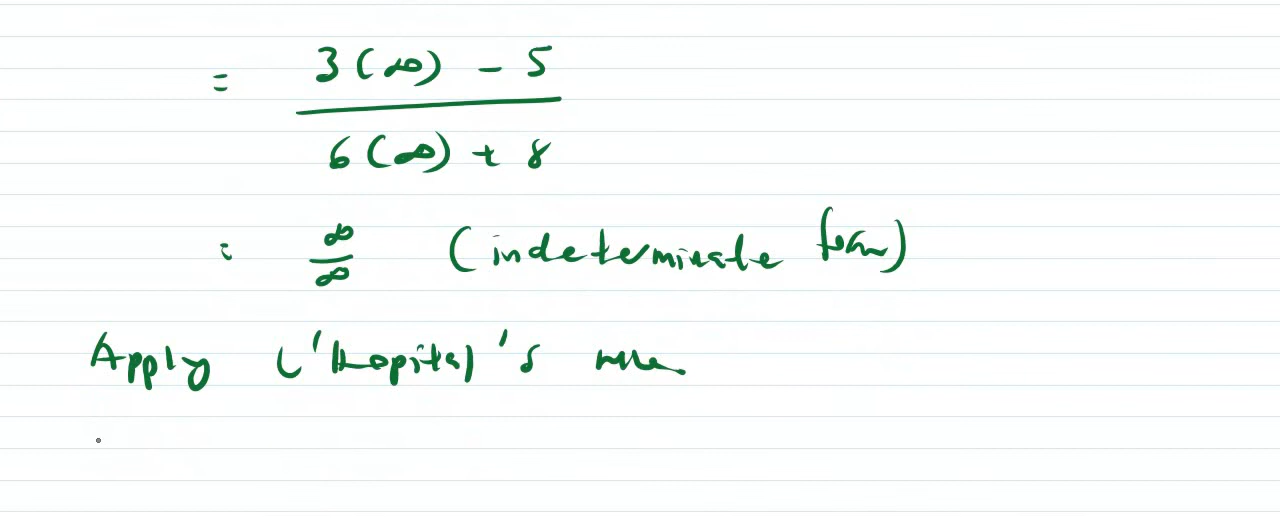 = 3(∞) - 5
6(∞) + 8
= ∞
∞ (indeterminate form)
Apply L'Hopital's rule